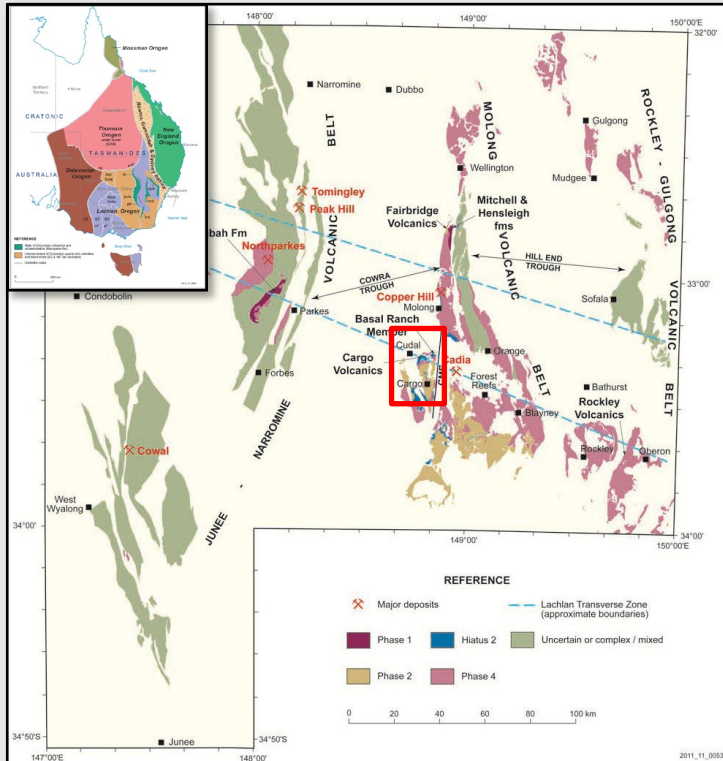 148°00'
149°00'
150°00'E
32°00'
Mossman Orogen
Coral Sea
Northern
Territory
CRATONIC
Queensland
Thomson
Orogen
New
England
Orogen
TASMANIDES
AUSTRALIA
Delamerian
Orogen
Lachlan Orogen
REFERENCE
Narromine
Dubbo
BELT
MOLONG
Wellington
Gulgong
Mudgee
ROCKLEY - GULGONG
Tomingley
Peak Hill
Fairbridge
Volcanics
Mitchell &
Hensleigh
fms
VOLCANIC
bah Fm
Northparkes
VOLCANIC
COWRA
TROUGH
HILL END
TROUGH
33°00'
Condobolin
Parkes
Copper Hill
Molong
Sofala
VOLCANIC
Basal Ranch
Member
Cudal
Cargo
Volcanics
Cargo
Cadia
Orange
Forest
Reefs
BELT
Forbes
Blayney
Bathurst
Rockley
Volcanics
BELT
NARROMINE
Rockley
Oberon
Cowal
West
Wyalong
34°00'
JUNEE
34°00'
149°00'
150°00'E
REFERENCE
Major deposits
Lachlan Transverse Zone
(approximate boundaries)
Phase 1
Hiatus 2
Uncertain or complex / mixed
Phase 2
Phase 4
0 20 40 60 80 100 km
34°50'S
Junee
34°50'S
147°00'E
148°00'
2011_11_0053